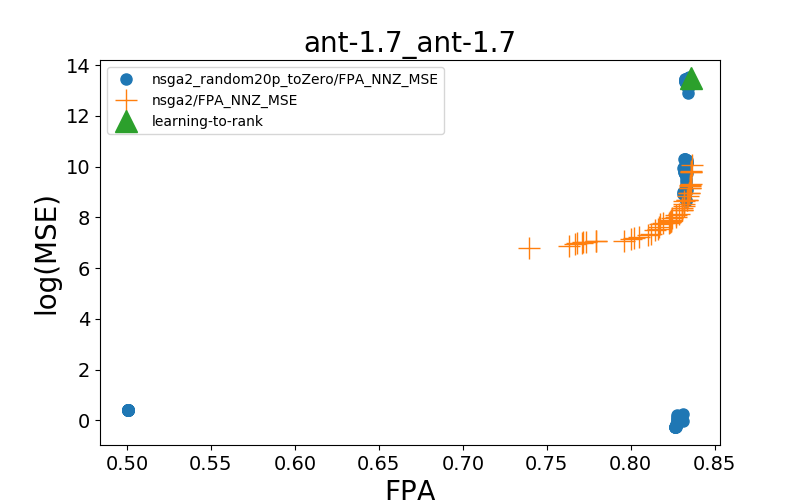 ant-1.7_ant-1.7
nsga2_random20p_toZero/FPA_NNZ_MSE
nsga2/FPA_NNZ_MSE
learning-to-rank
log(MSE)
14
12
10
8
6
4
2
0
0.50 0.55 0.60 0.65 0.70 0.75 0.80 0.85
FPA